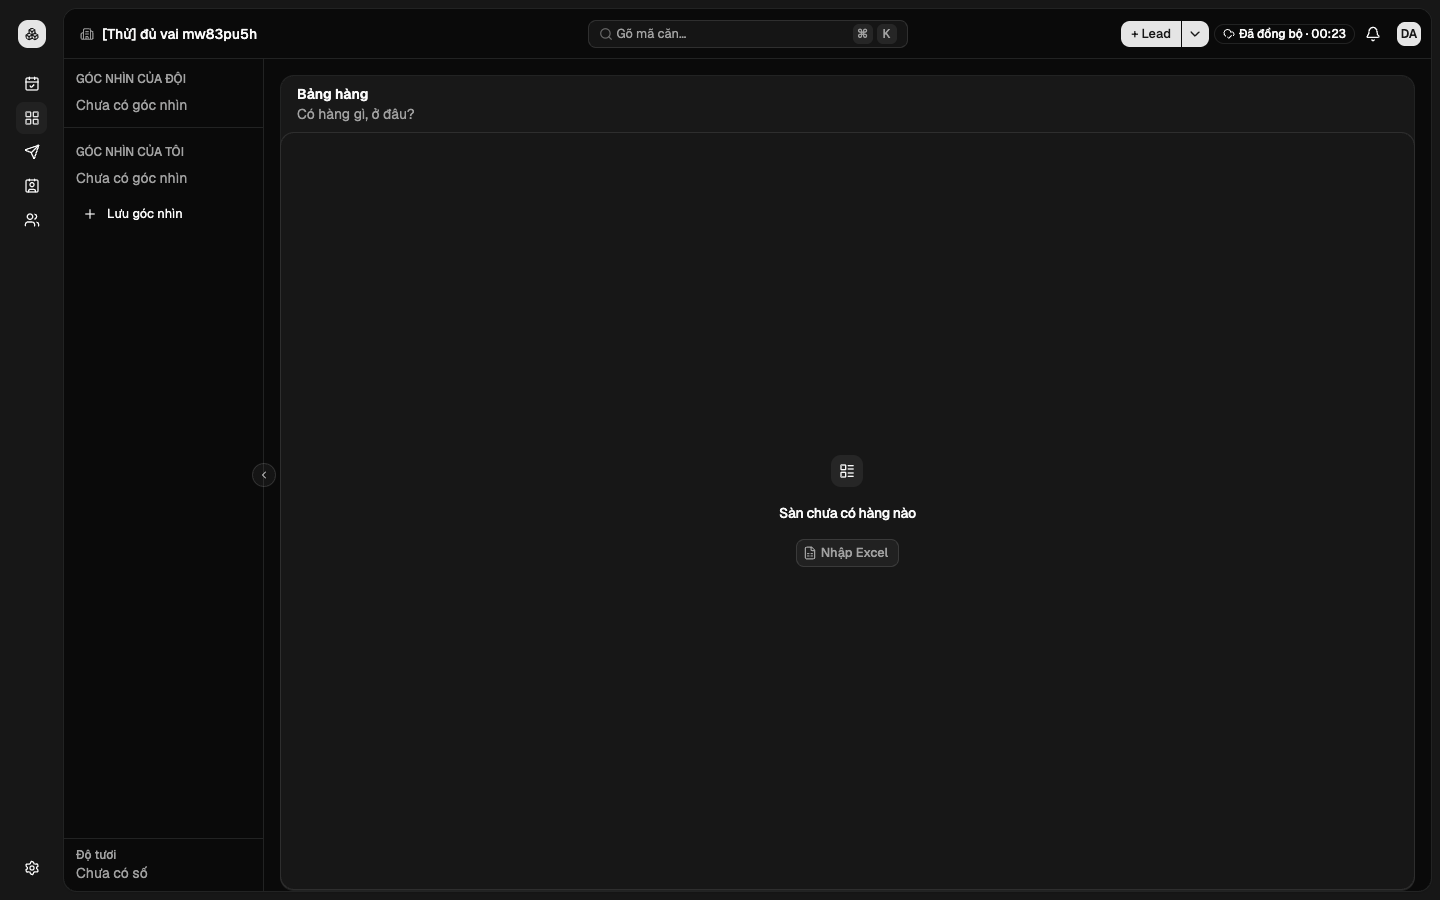 [Thử] đủ vai mw83pu5h
Gõ mã căn...
⌘ K
+ Lead
Đã đồng bộ · 00:23
DA
GÓC NHÌN CỦA ĐỘI
Chưa có góc nhìn
GÓC NHÌN CỦA TÔI
Chưa có góc nhìn
Lưu góc nhìn
Độ tươi
Chưa có số
Bảng hàng
Có hàng gì, ở đâu?
Sàn chưa có hàng nào
Nhập Excel